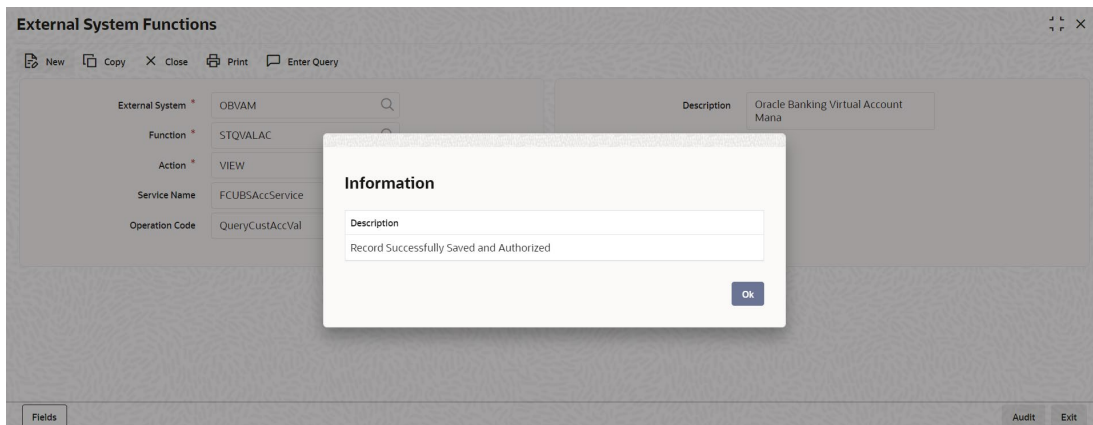 External System Functions
New Copy Close Print Enter Query
External System * OBVAM
Description Oracle Banking Virtual Account
Mana
Function * STQVALAC
Action * VIEW
Service Name FCUBSAccService
Operation Code QueryCustAccVal
Information
Description
Record Successfully Saved and Authorized
Ok
Fields Audit Exit